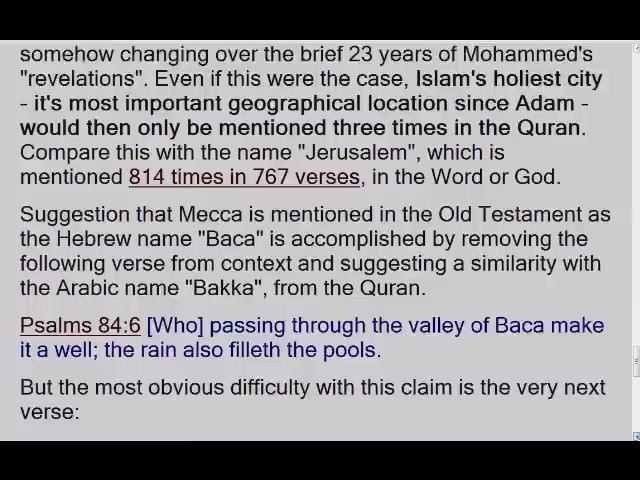 somehow changing over the brief 23 years of Mohammed's
"revelations". Even if this were the case, Islam's holiest city
- it's most important geographical location since Adam -
would then only be mentioned three times in the Quran.
Compare this with the name "Jerusalem", which is
mentioned 814 times in 767 verses, in the Word or God.
Suggestion that Mecca is mentioned in the Old Testament as
the Hebrew name "Baca" is accomplished by removing the
following verse from context and suggesting a similarity with
the Arabic name "Bakka", from the Quran.
Psalms 84:6 [Who] passing through the valley of Baca make
it a well; the rain also filleth the pools.
But the most obvious difficulty with this claim is the very next
verse: